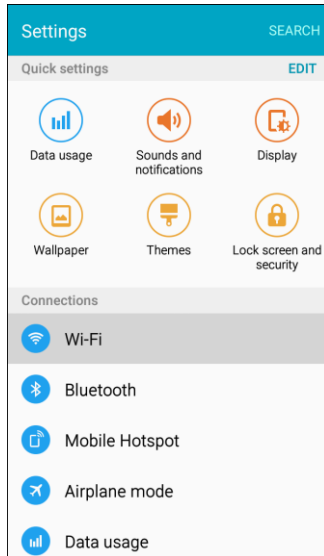 Settings SEARCH
Quick settings EDIT
Data usage Sounds and Display
notifications
Wallpaper Themes Lock screen and
security
Connections
Wi-Fi
Bluetooth
Mobile Hotspot
Airplane mode
Data usage